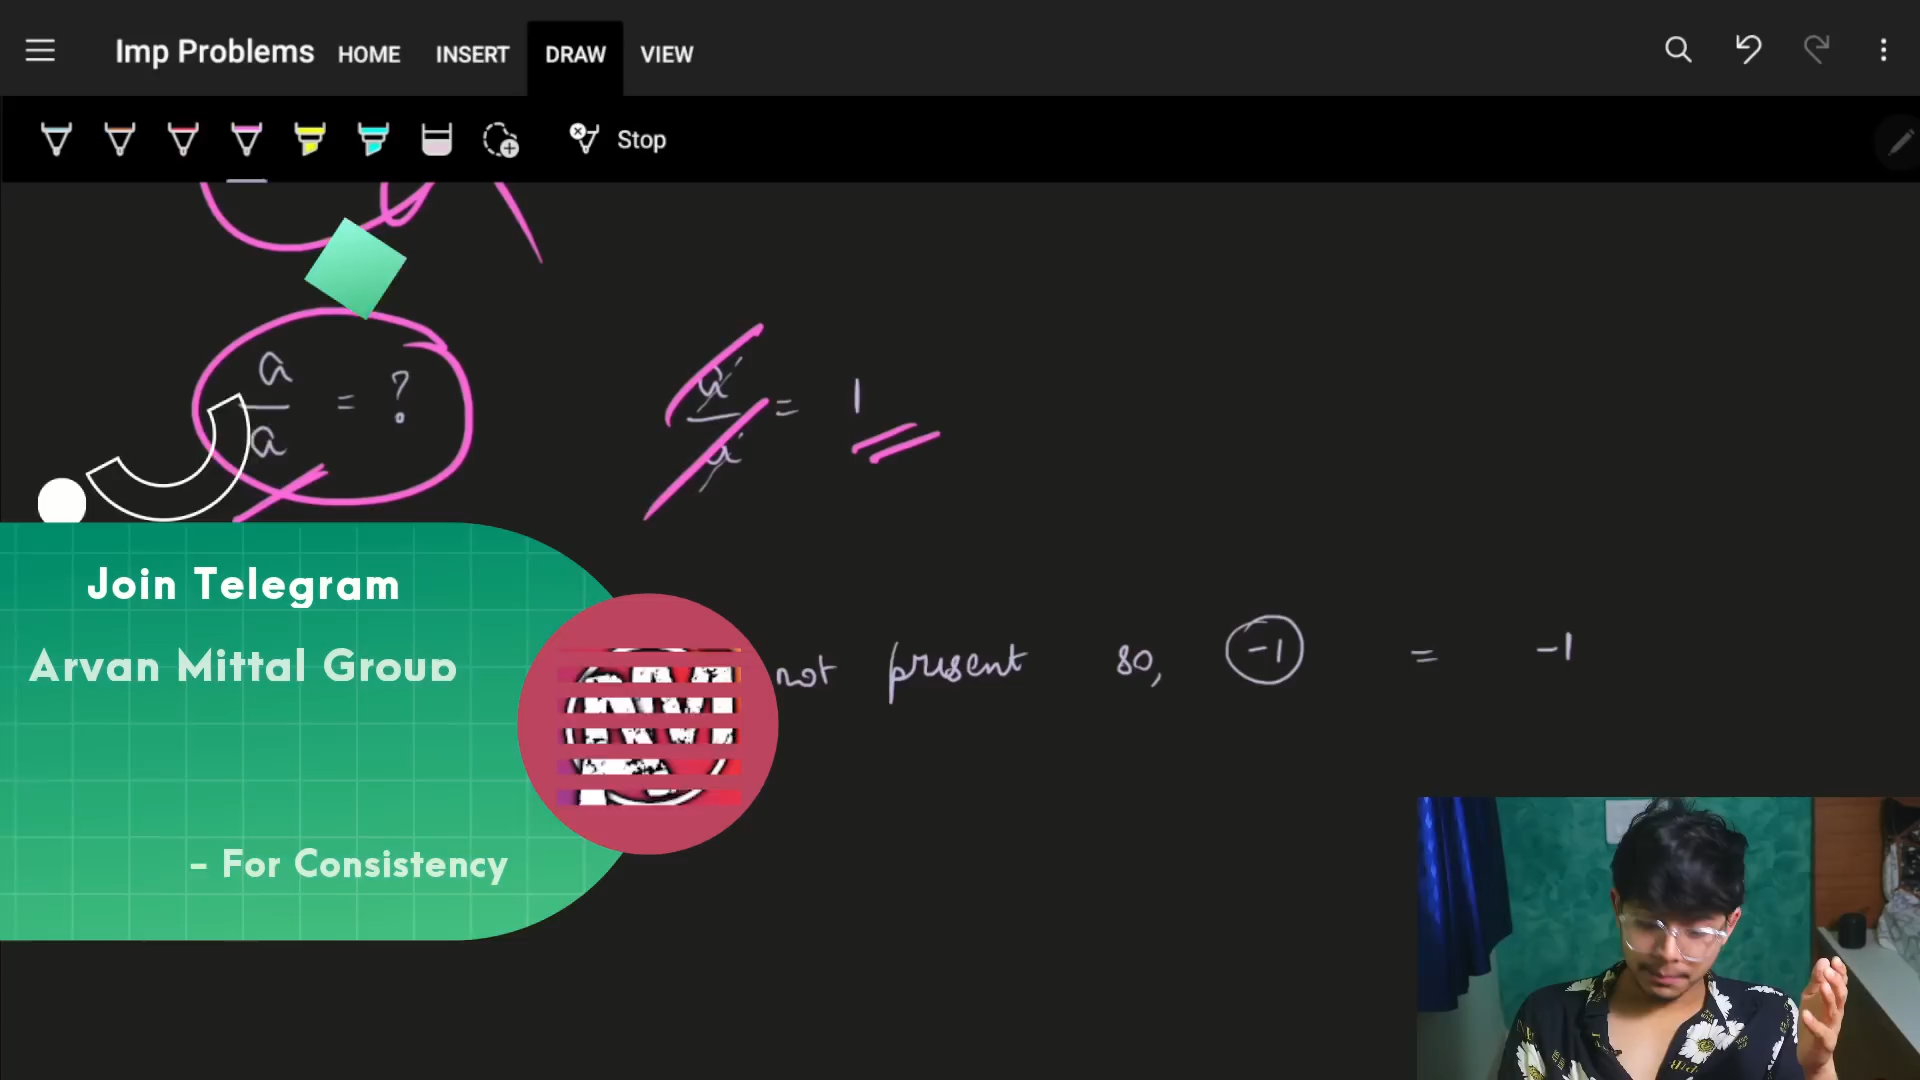 Imp Problems HOME INSERT DRAW VIEW
Stop
a/a = ?
a/a = 1
Join Telegram
Aryan Mittal Group
- For Consistency
not present so, -1 = -1